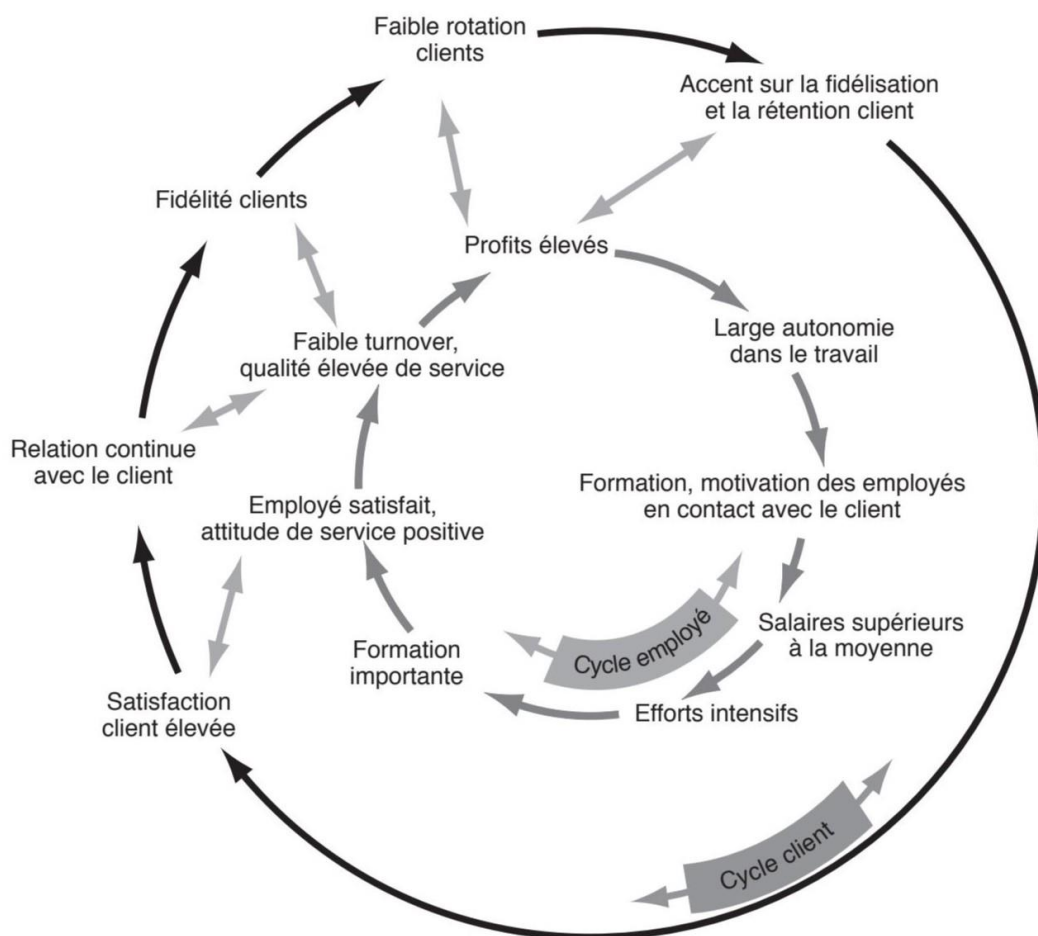 Faible rotation
clients
Accent sur la fidélisation
et la rétention client
Fidélité clients
Profits élevés
Large autonomie
dans le travail
Faible turnover,
qualité élevée de service
Relation continue
avec le client
Formation, motivation des employés
en contact avec le client
Employé satisfait,
attitude de service positive
Salaires supérieurs
à la moyenne
Cycle employé
Formation
importante
Efforts intensifs
Satisfaction
client élevée
Cycle client